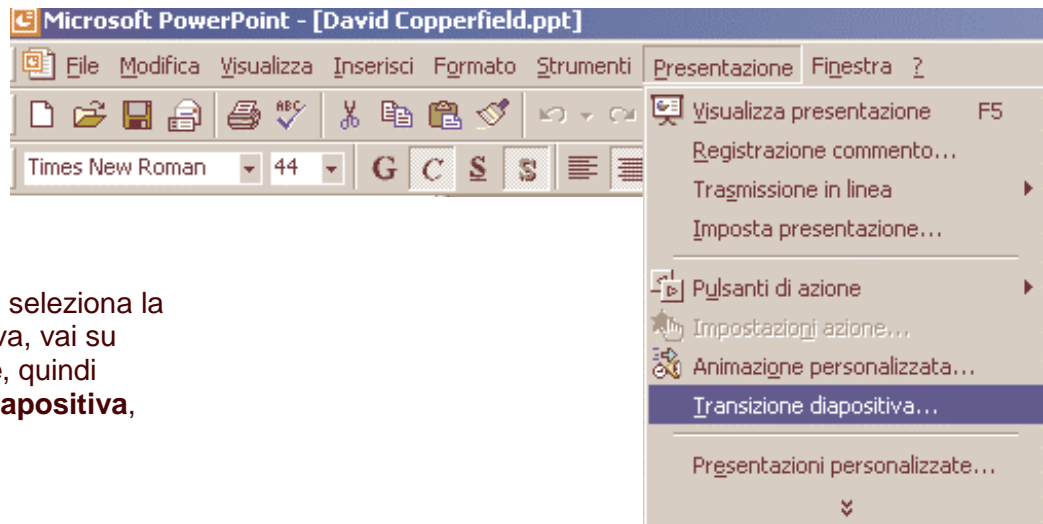 Microsoft PowerPoint - [David Copperfield.ppt]
File Modifica Visualizza Inserisci Formato Strumenti Presentazione Finestra ?
ABC
Times New Roman 44 G C S S
Visualizza presentazione F5
Registrazione commento...
Trasmissione in linea
Imposta presentazione...
Pulsanti di azione
Impostazioni azione...
Animazione personalizzata...
Transizione diapositiva...
Presentazioni personalizzate...
seleziona la
va, vai su
e, quindi
apositiva,